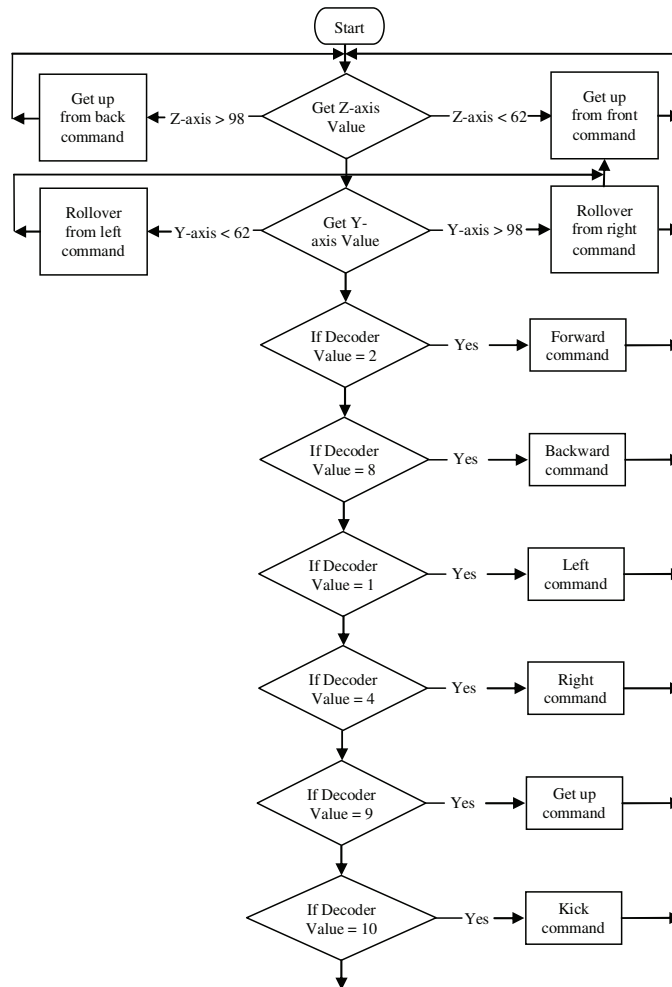 Start
Get up
from back
command
Z-axis > 98
Get Z-axis
Value
Z-axis < 62
Get up
from front
command
Rollover
from left
command
Y-axis < 62
Get Y-
axis Value
Y-axis > 98
Rollover
from right
command
If Decoder
Value = 2
Yes
Forward
command
If Decoder
Value = 8
Yes
Backward
command
If Decoder
Value = 1
Yes
Left
command
If Decoder
Value = 4
Yes
Right
command
If Decoder
Value = 9
Yes
Get up
command
If Decoder
Value = 10
Yes
Kick
command